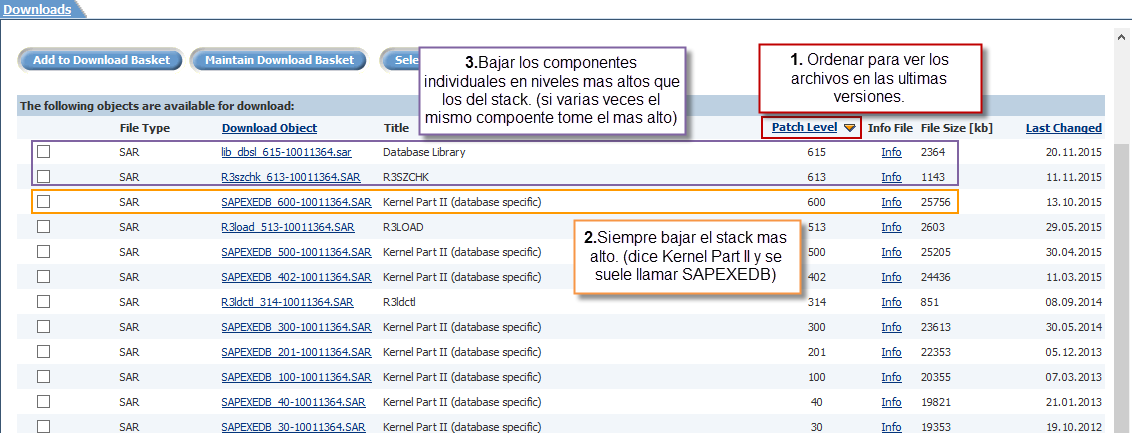 Downloads
Add to Download Basket Maintain Download Basket Sele
3.Bajar los componentes
individuales en niveles mas altos que
los del stack. (si varias veces el
mismo compoente tome el mas alto)
1. Ordenar para ver los
archivos en las ultimas
versiones.
The following objects are available for download:
File Type Download Object Title Patch Level Info File File Size [kb] Last Changed
SAR lib_dbsl_615-10011364.sar Database Library 615 Info 2364 20.11.2015
SAR R3szchk_613-10011364.SAR R3SZCHK 613 Info 1143 11.11.2015
SAR SAPEXEDB_600-10011364.SAR Kernel Part II (database specific) 600 Info 25756 13.10.2015
SAR R3load_513-10011364.SAR R3LOAD 513 Info 2603 29.05.2015
2.Siempre bajar el stack mas
alto. (dice Kernel Part II y se
suele llamar SAPEXEDB)
SAR SAPEXEDB_500-10011364.SAR Kernel Part II (database specific) 500 Info 25205 30.04.2015
SAR SAPEXEDB_402-10011364.SAR Kernel Part II (database specific) 402 Info 24436 11.03.2015
SAR R3ldctl_314-10011364.SAR R3ldctl 314 Info 851 08.09.2014
SAR SAPEXEDB_300-10011364.SAR Kernel Part II (database specific) 300 Info 23613 30.05.2014
SAR SAPEXEDB_201-10011364.SAR Kernel Part II (database specific) 201 Info 22353 05.12.2013
SAR SAPEXEDB_100-10011364.SAR Kernel Part II (database specific) 100 Info 20355 07.03.2013
SAR SAPEXEDB_40-10011364.SAR Kernel Part II (database specific) 40 Info 19821 21.01.2013
SAR SAPEXEDB_30-10011364.SAR Kernel Part II (database specific) 30 Info 19353 19.10.2012